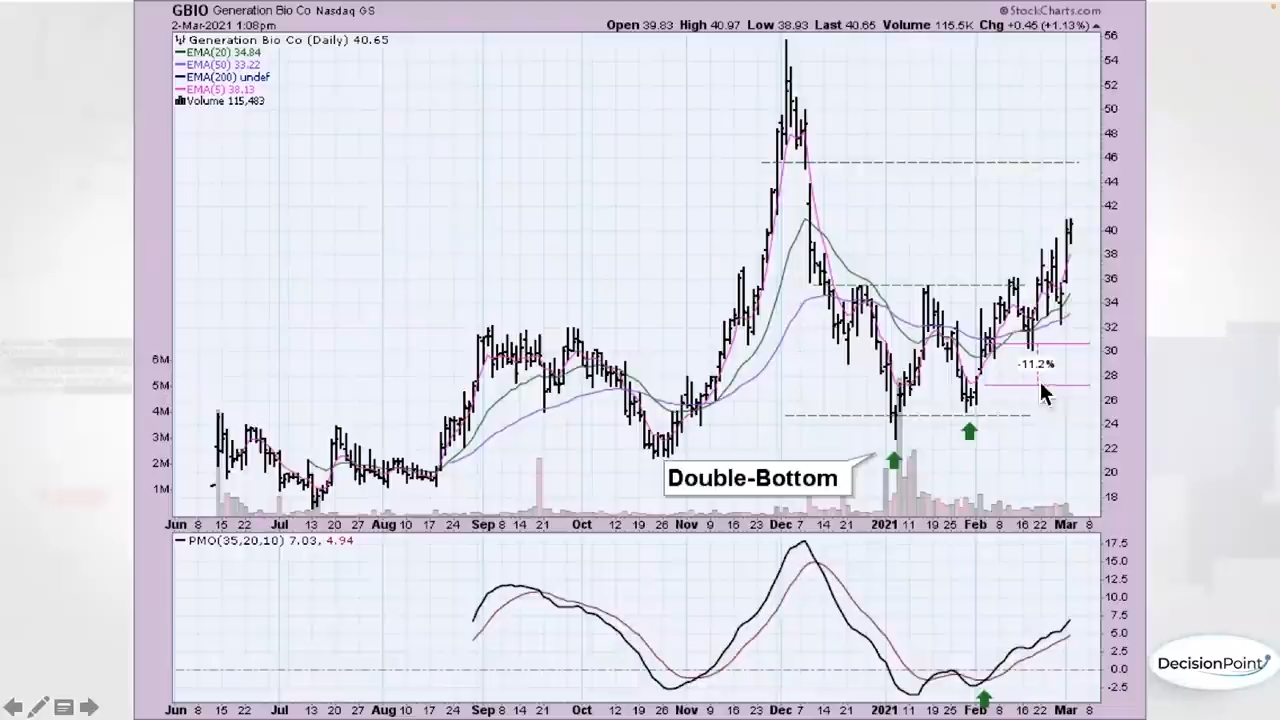 GBIO Generation Bio Co Nasdaq GS © StockCharts.com
2-Mar-2021 1:08pm Open 39.83 High 40.97 Low 38.93 Last 40.65 Volume 115.5K Chg +0.45 (+1.13%)
Generation Bio Co (Daily) 40.65
EMA(20) 34.84
EMA(50) 33.22
EMA(200) undef
EMA(5) 38.13
Volume 115,483
56
54
52
50
48
46
44
42
40
38
36
34
32
30
28
26
24
22
20
18
6M
5M
4M
3M
2M
1M
-11.2%
Double-Bottom
Jun 8 15 22 Jul 13 20 Aug 10 17 24 Sep 8 14 21 Oct 12 19 26 Nov 9 16 23 Dec 7 14 21 2021 11 19 25 Feb 8 16 22 Mar 8
PMO(35,20,10) 7.03, 4.94
17.5
15.0
12.5
10.0
7.5
5.0
2.5
0.0
-2.5
Jun 8 15 22 Jul 13 20 Aug 10 17 24 Sep 8 14 21 Oct 12 19 26 Nov 9 16 23 Dec 7 14 21 2021 11 19 25 Feb 8 16 22 Mar 8
DecisionPoint